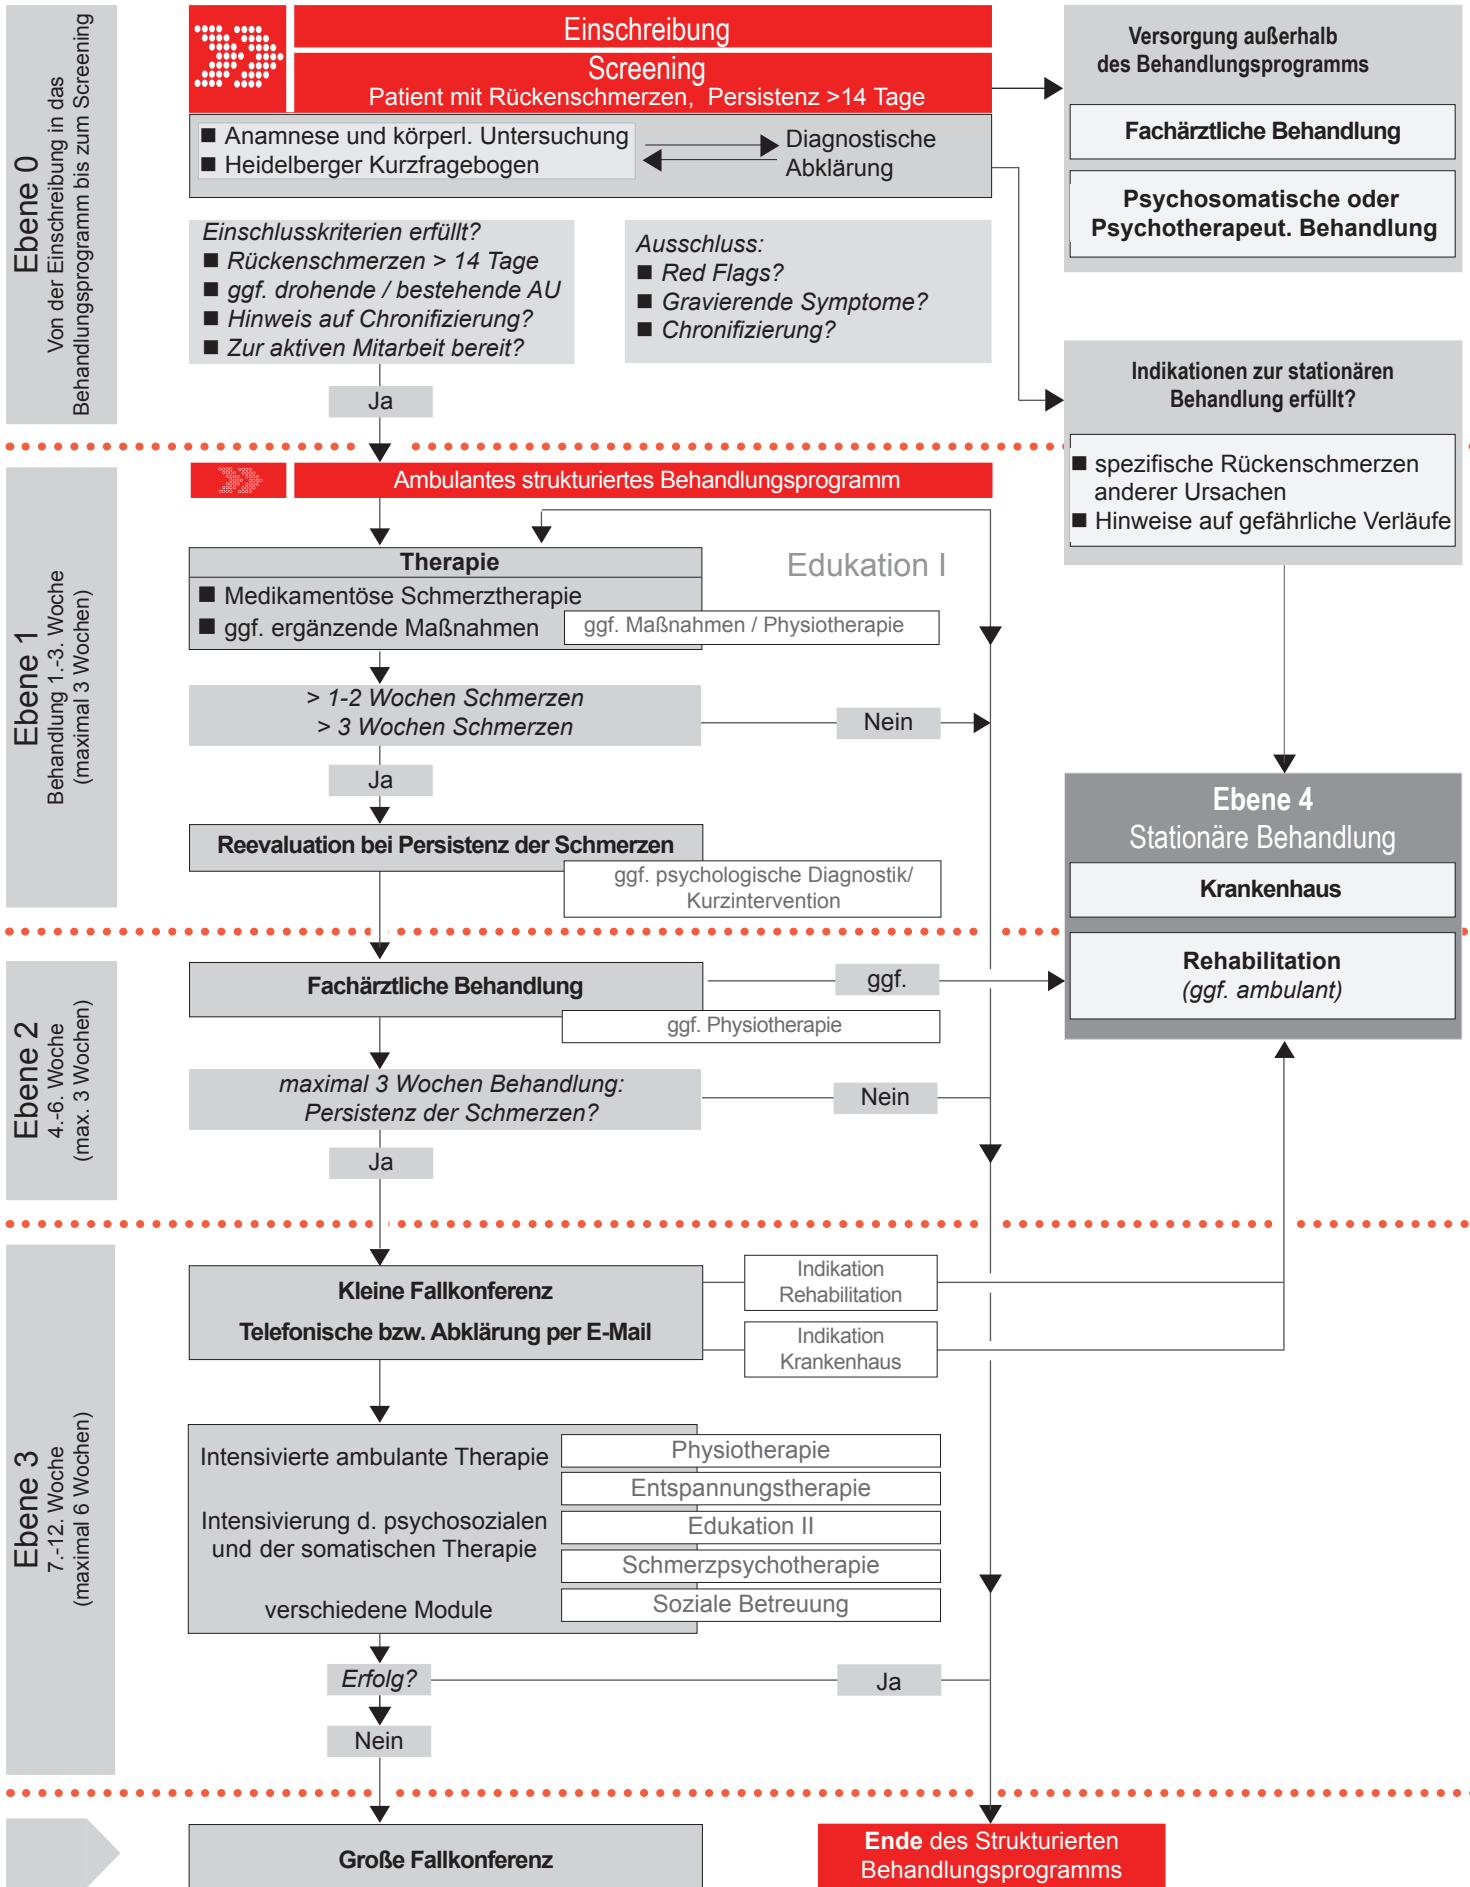 Ebene 0
Von der Einschreibung in das
Behandlungsprogramm bis zum Screening
Einschreibung
Screening
Patient mit Rückenschmerzen, Persistenz >14 Tage
■ Anamnese und körperl. Untersuchung
■ Heidelberger Kurzfragebogen
Diagnostische
Abklärung
Einschlusskriterien erfüllt?
■ Rückenschmerzen > 14 Tage
■ ggf. drohende / bestehende AU
■ Hinweis auf Chronifizierung?
■ Zur aktiven Mitarbeit bereit?
Ausschluss:
■ Red Flags?
■ Gravierende Symptome?
■ Chronifizierung?
Ja
Versorgung außerhalb
des Behandlungsprogramms
Fachärztliche Behandlung
Psychosomatische oder
Psychotherapeut. Behandlung
Indikationen zur stationären
Behandlung erfüllt?
■ spezifische Rückenschmerzen
anderer Ursachen
■ Hinweise auf gefährliche Verläufe
Ebene 1
Behandlung 1.-3. Woche
(maximal 3 Wochen)
Ambulantes strukturiertes Behandlungsprogramm
Therapie
■ Medikamentöse Schmerztherapie
■ ggf. ergänzende Maßnahmen
Edukation I
ggf. Maßnahmen / Physiotherapie
> 1-2 Wochen Schmerzen
> 3 Wochen Schmerzen
Nein
Ja
Reevaluation bei Persistenz der Schmerzen
ggf. psychologische Diagnostik/
Kurzintervention
Ebene 4
Stationäre Behandlung
Krankenhaus
Rehabilitation
(ggf. ambulant)
Ebene 2
4.-6. Woche
(max. 3 Wochen)
Fachärztliche Behandlung
ggf.
ggf. Physiotherapie
maximal 3 Wochen Behandlung:
Persistenz der Schmerzen?
Nein
Ja
Ebene 3
7.-12. Woche
(maximal 6 Wochen)
Kleine Fallkonferenz
Telefonische bzw. Abklärung per E-Mail
Indikation
Rehabilitation
Indikation
Krankenhaus
Intensivierte ambulante Therapie
Intensivierung d. psychosozialen
und der somatischen Therapie
verschiedene Module
Physiotherapie
Entspannungstherapie
Edukation II
Schmerzpsychotherapie
Soziale Betreuung
Erfolg?
Ja
Nein
Große Fallkonferenz
Ende des Strukturierten
Behandlungsprogramms